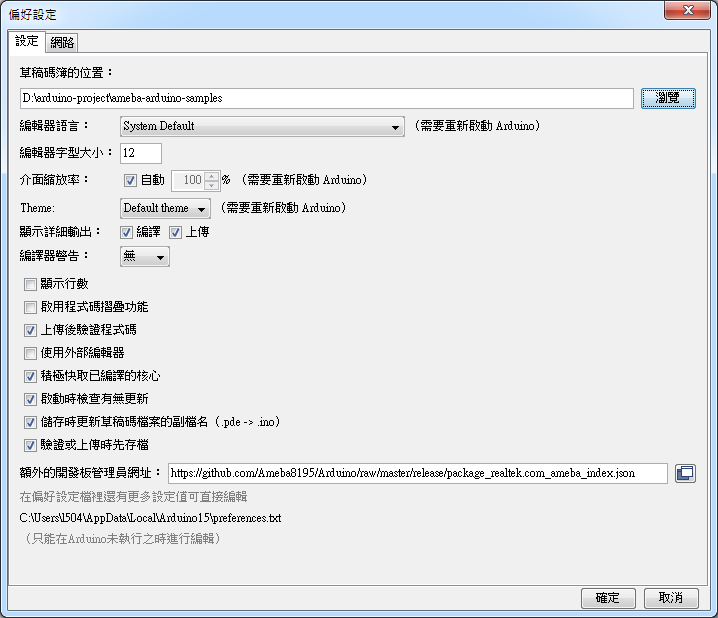 偏好設定
設定 網路
草稿碼簿的位置：
D:\arduino-project\ameba-arduino-samples 瀏覽
編輯器語言： System Default （需要重新啟動 Arduino）
編輯器字型大小： 12
介面縮放率： 自動 100 % （需要重新啟動 Arduino）
Theme: Default theme （需要重新啟動 Arduino）
顯示詳細輸出： 編譯 上傳
編譯器警告： 無
顯示行數
啟用程式碼摺疊功能
上傳後驗證程式碼
使用外部編輯器
積極快取已編譯的核心
啟動時檢查有無更新
儲存時更新草稿碼檔案的副檔名（.pde -> .ino）
驗證或上傳時先存檔
額外的開發板管理員網址： https://github.com/Ameba8195/Arduino/raw/master/release/package_realtek.com_ameba_index.json
在偏好設定檔裡還有更多設定值可直接編輯
C:\Users\l504\AppData\Local\Arduino15\preferences.txt
（只能在Arduino未執行之時進行編輯）
確定 取消